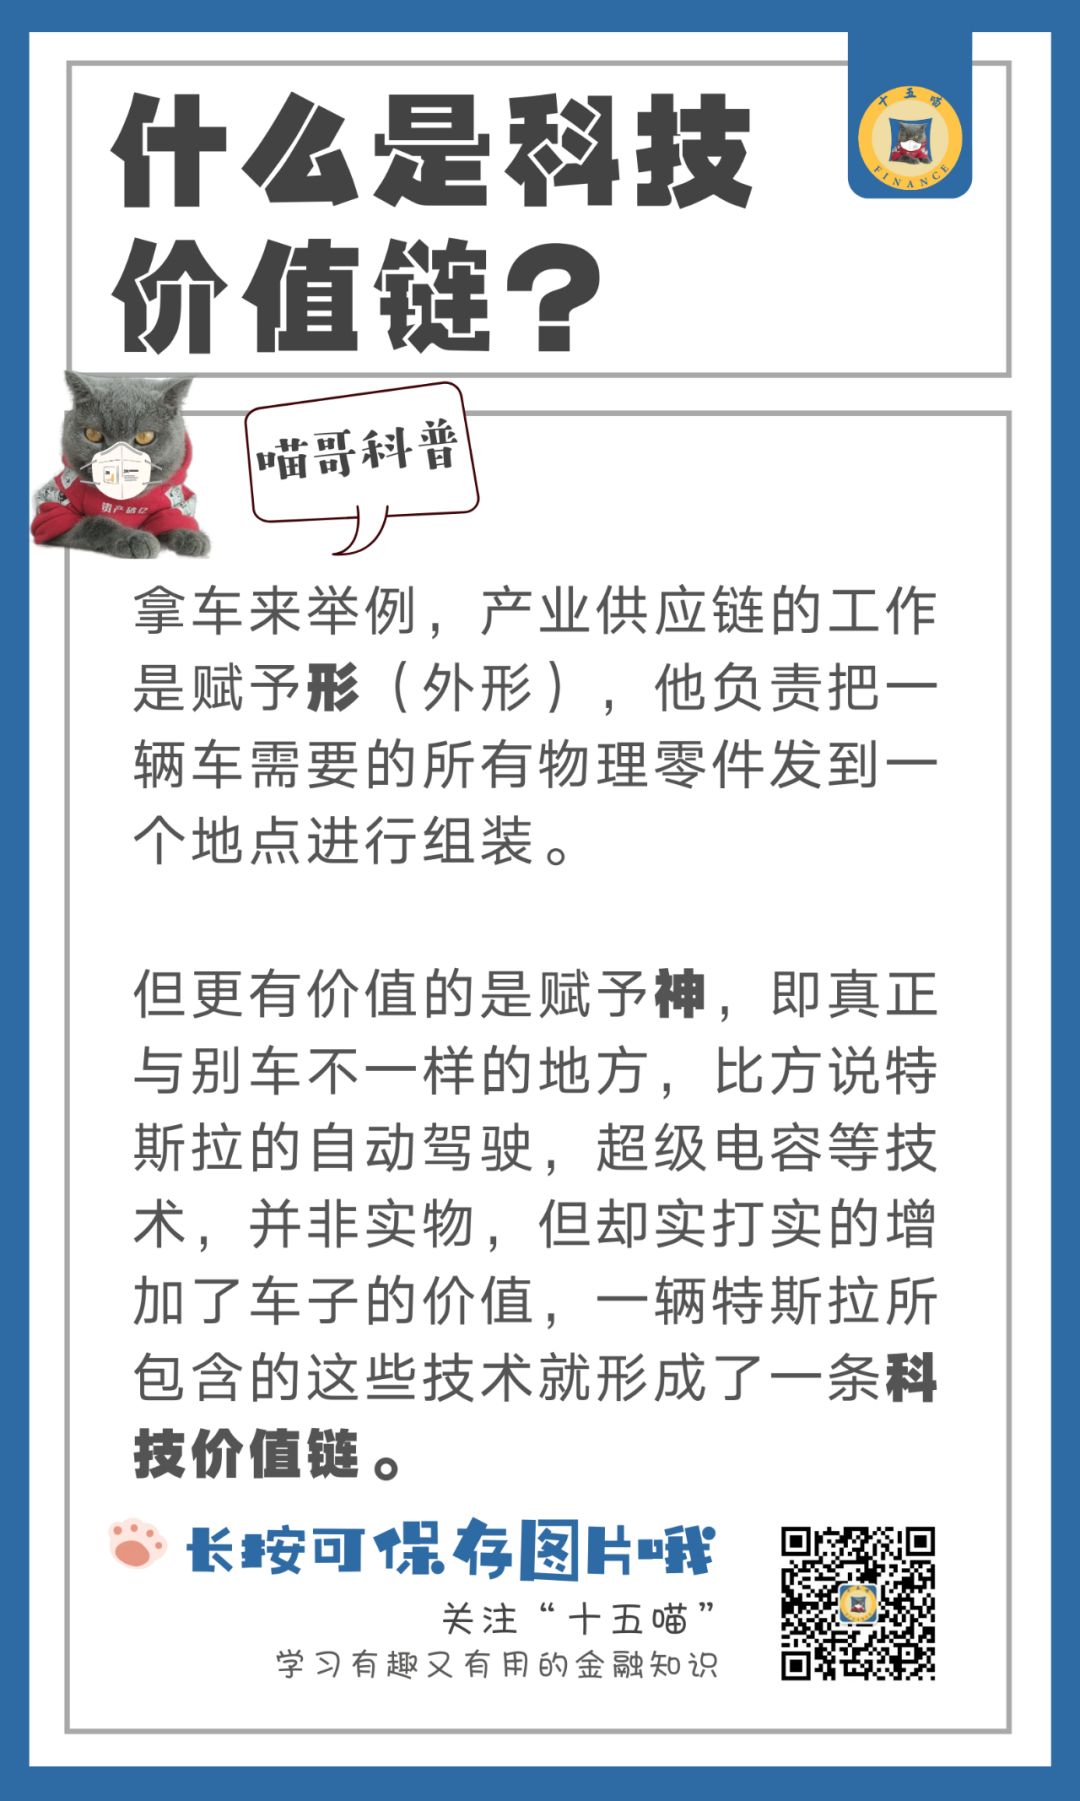 什么是科技
价值链？
十五喵
FINANCE
喵哥科普
资产破亿
拿车来举例，产业供应链的工作
是赋予形（外形），他负责把一
辆车需要的所有物理零件发到一
个地点进行组装。
但更有价值的是赋予神，即真正
与别车不一样的地方，比方说特
斯拉的自动驾驶，超级电容等技
术，并非实物，但却实打实的增
加了车子的价值，一辆特斯拉所
包含的这些技术就形成了一条科
技价值链。
长按可保存图片哦
关注“十五喵”
学习有趣又有用的金融知识